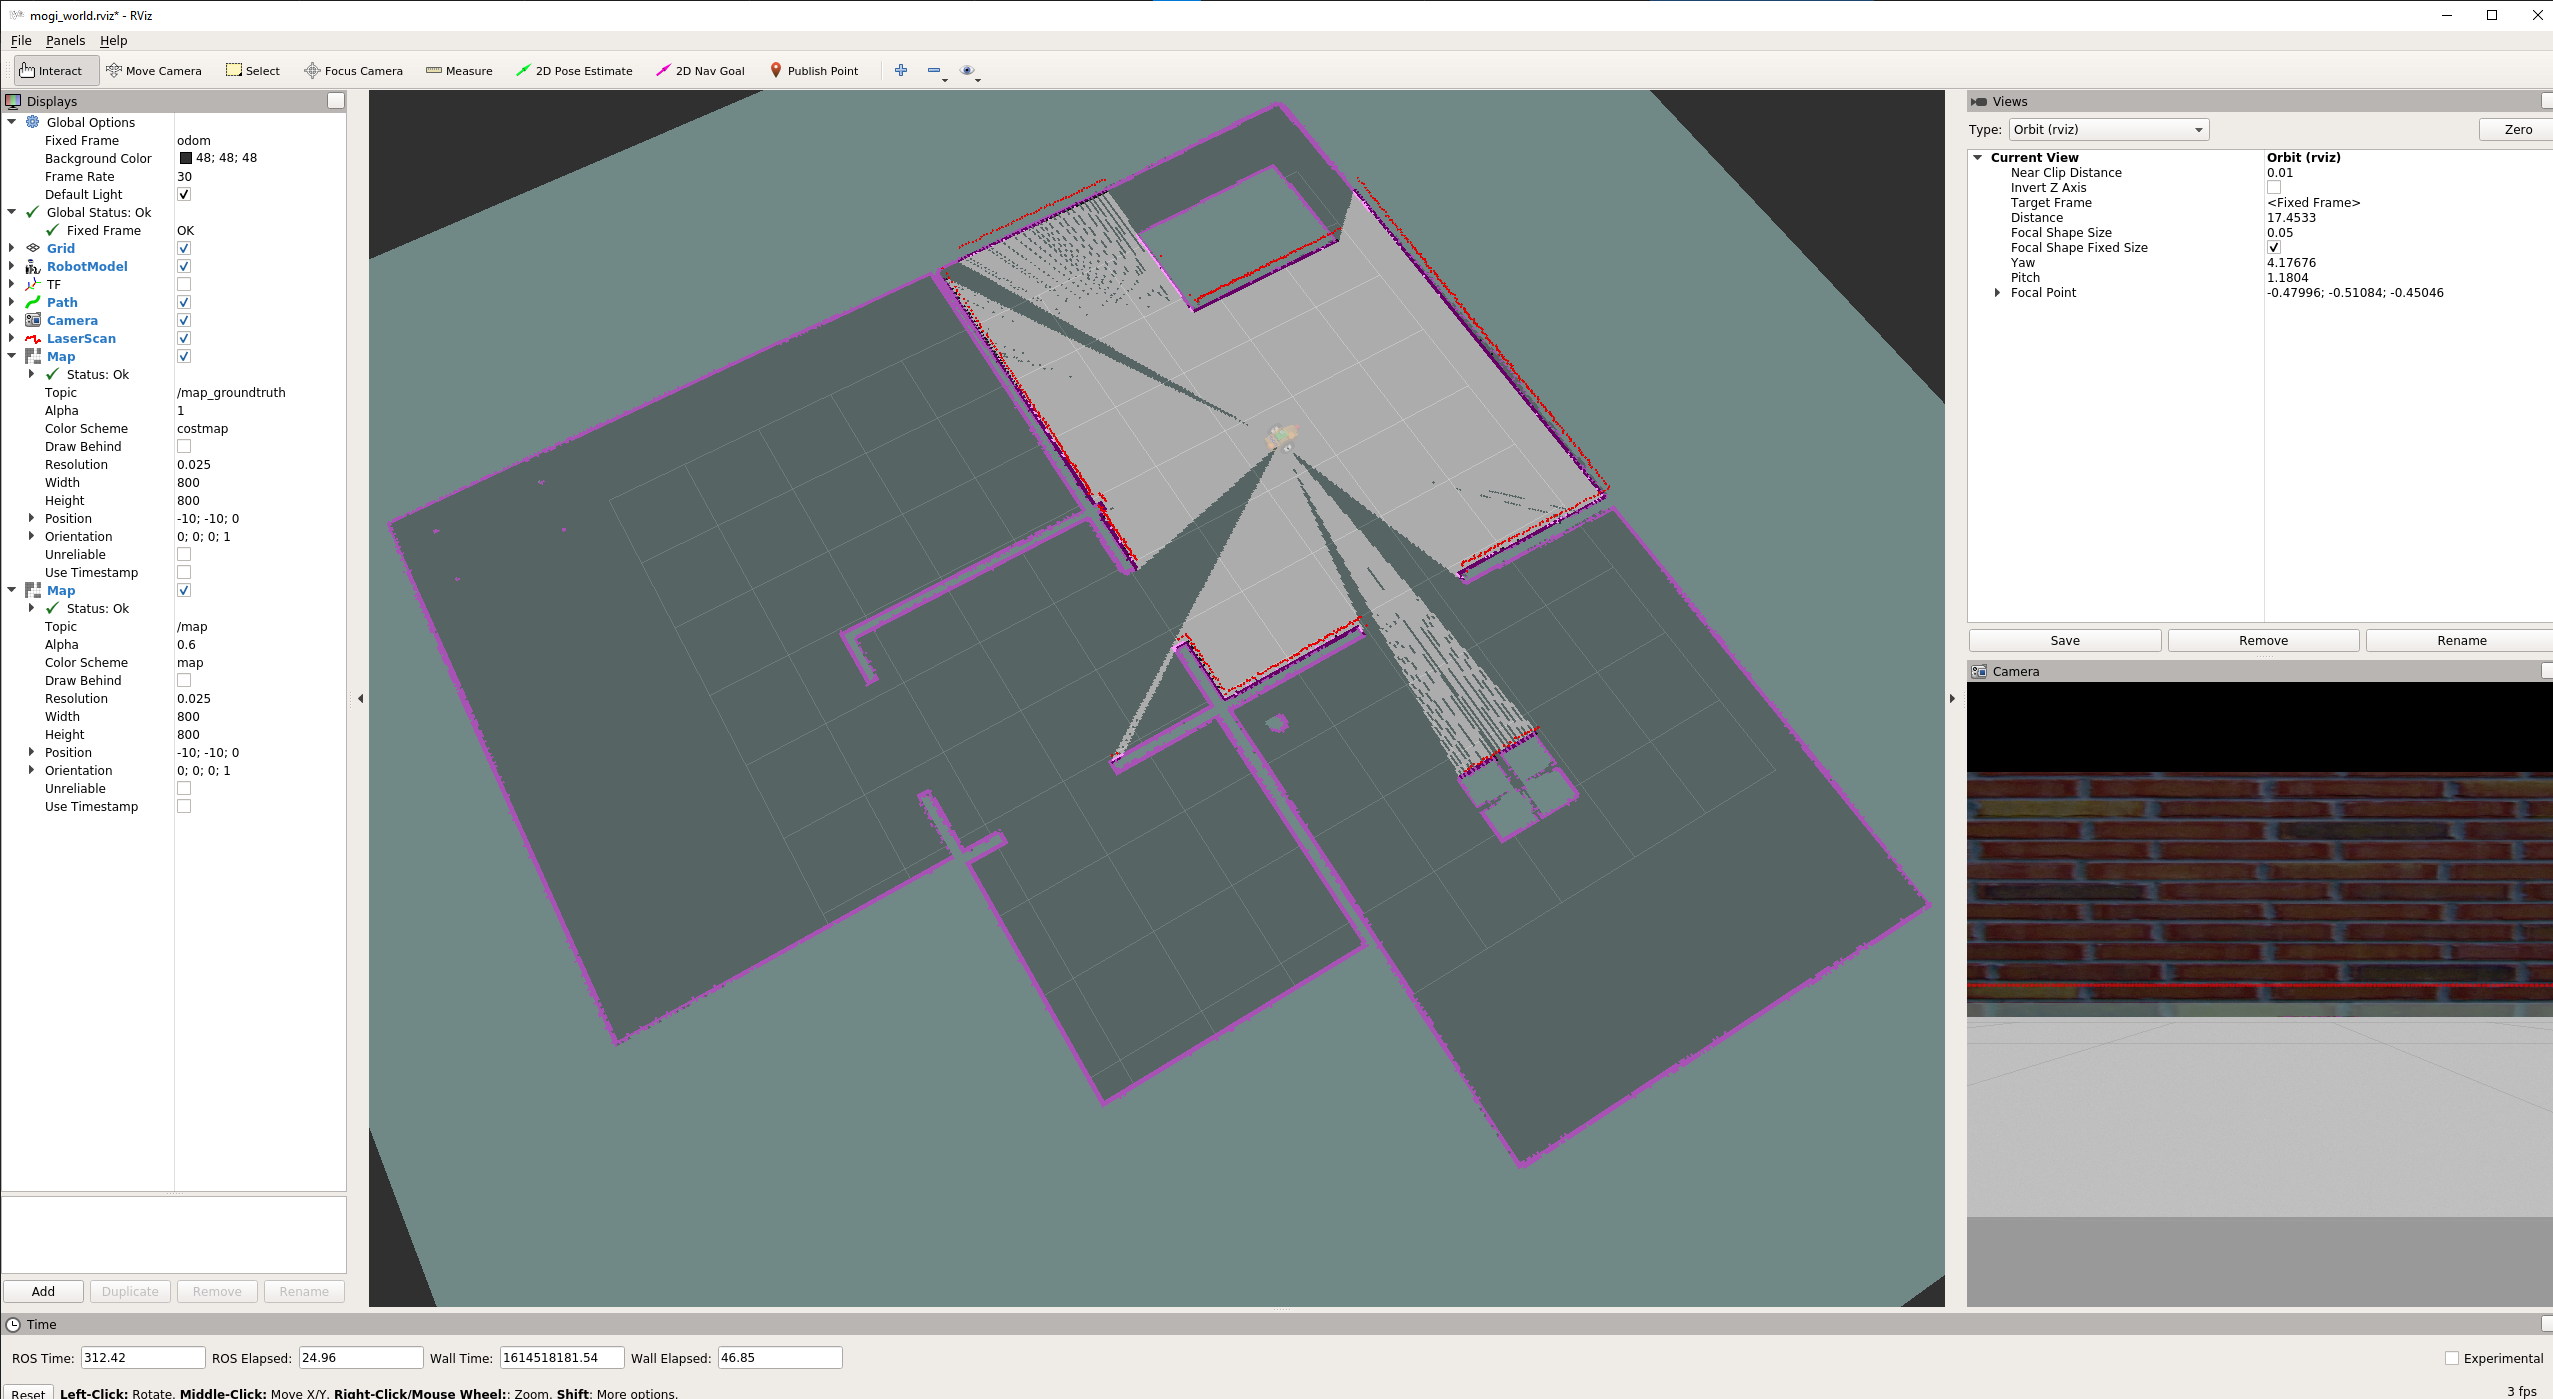 mogi_world.rviz* - RViz
File Panels Help
Interact Move Camera Select Focus Camera Measure 2D Pose Estimate 2D Nav Goal Publish Point
Displays
Global Options
Fixed Frame odom
Background Color 48; 48; 48
Frame Rate 30
Default Light
Global Status: Ok
Fixed Frame OK
Grid
RobotModel
TF
Path
Camera
LaserScan
Map
Status: Ok
Topic /map_groundtruth
Alpha 1
Color Scheme costmap
Draw Behind
Resolution 0.025
Width 800
Height 800
Position -10; -10; 0
Orientation 0; 0; 0; 1
Unreliable
Use Timestamp
Map
Status: Ok
Topic /map
Alpha 0.6
Color Scheme map
Draw Behind
Resolution 0.025
Width 800
Height 800
Position -10; -10; 0
Orientation 0; 0; 0; 1
Unreliable
Use Timestamp
Add Duplicate Remove Rename
Views
Type: Orbit (rviz) Zero
Current View Orbit (rviz)
Near Clip Distance 0.01
Invert Z Axis
Target Frame <Fixed Frame>
Distance 17.4533
Focal Shape Size 0.05
Focal Shape Fixed Size
Yaw 4.17676
Pitch 1.1804
Focal Point -0.47996; -0.51084; -0.45046
Save Remove Rename
Camera
Time
ROS Time: 312.42 ROS Elapsed: 24.96 Wall Time: 1614518181.54 Wall Elapsed: 46.85 Experimental
Reset Left-Click: Rotate. Middle-Click: Move X/Y. Right-Click/Mouse Wheel:: Zoom. Shift: More options. 3 fps